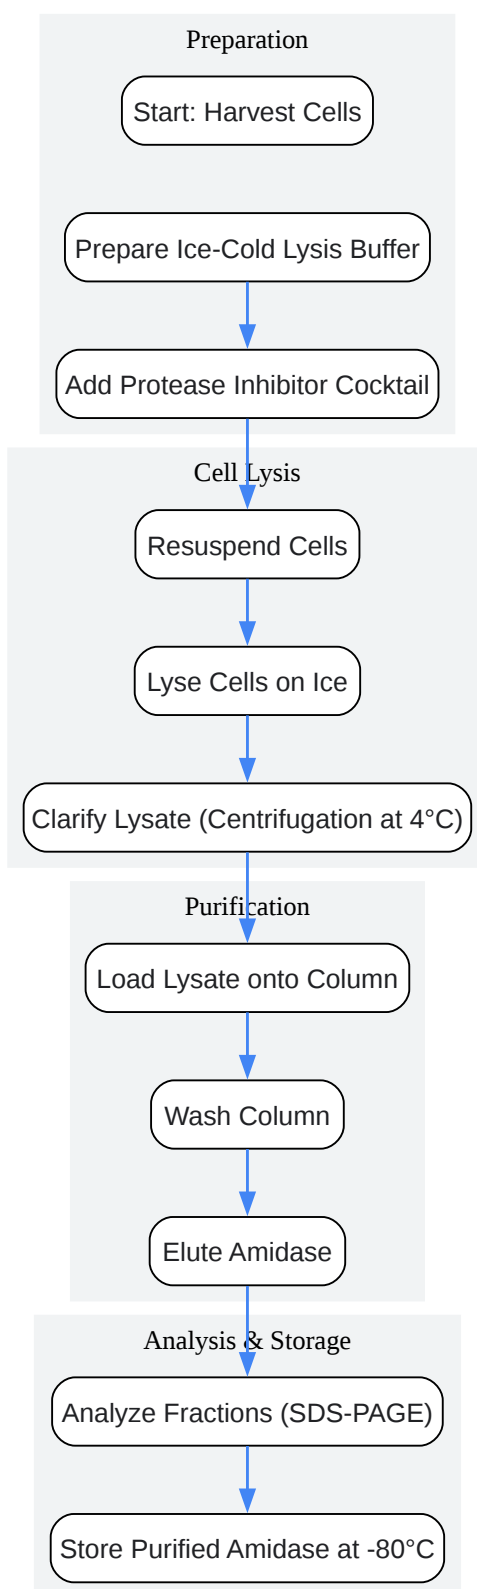 Preparation
Start: Harvest Cells
Prepare Ice-Cold Lysis Buffer
Add Protease Inhibitor Cocktail
Cell Lysis
Resuspend Cells
Lyse Cells on Ice
Clarify Lysate (Centrifugation at 4°C)
Purification
Load Lysate onto Column
Wash Column
Elute Amidase
Analysis & Storage
Analyze Fractions (SDS-PAGE)
Store Purified Amidase at -80°C